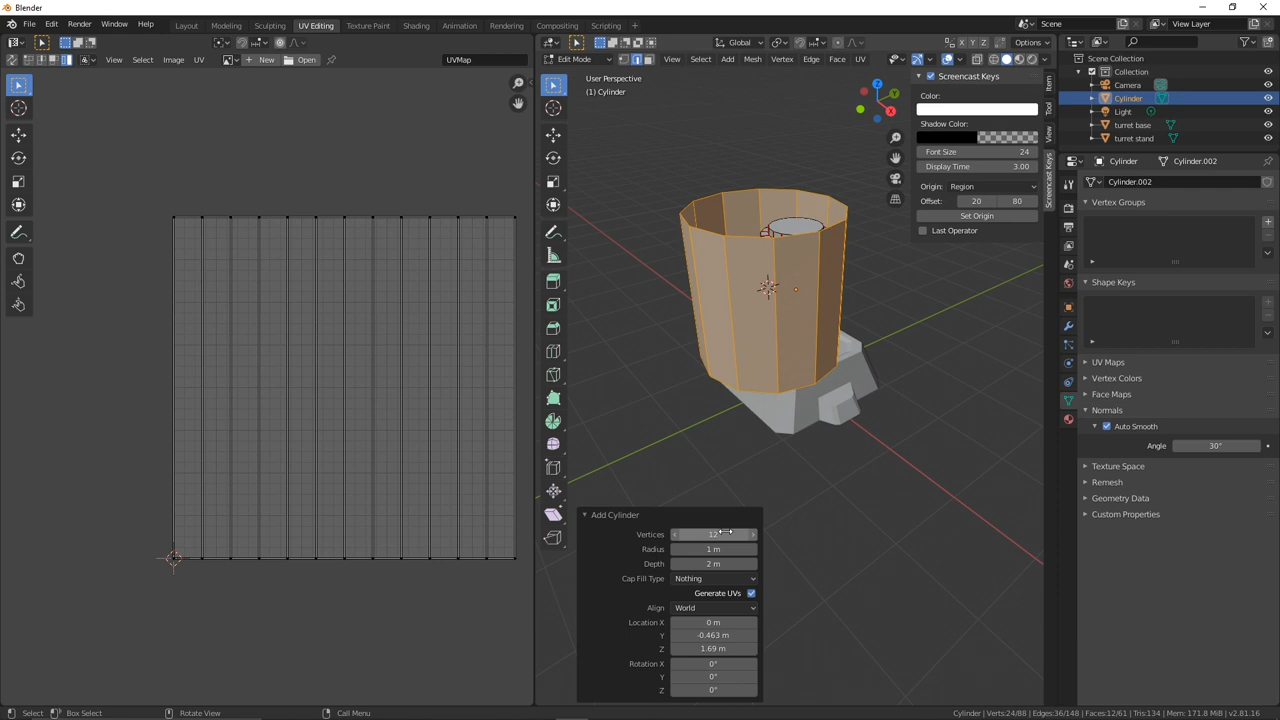 Blender
File Edit Render Window Help Layout Modeling Sculpting UV Editing Texture Paint Shading Animation Rendering Compositing Scripting + Scene View Layer
Global X Y Z Options
View Select Image UV New Open UVMap Edit Mode View Select Add Mesh Vertex Edge Face UV
User Perspective
(1) Cylinder
Screencast Keys
Color:
Shadow Color:
Font Size 24
Display Time 3.00
Origin: Region
Offset: 20 80
Set Origin
Last Operator
Item
Tool
View
Screencast Keys
Z
Y
X
Scene Collection
Collection
Camera
Cylinder
Light
turret base
turret stand
Cylinder Cylinder.002
Cylinder.002
Vertex Groups
Shape Keys
UV Maps
Vertex Colors
Face Maps
Normals
Auto Smooth
Angle 30°
Texture Space
Remesh
Geometry Data
Custom Properties
Add Cylinder
Vertices 12
Radius 1 m
Depth 2 m
Cap Fill Type Nothing
Generate UVs
Align World
Location X 0 m
Y -0.463 m
Z 1.69 m
Rotation X 0°
Y 0°
Z 0°
Select Box Select Rotate View Call Menu Cylinder | Verts:24/88 | Edges:36/148 | Faces:12/61 | Tris:134 | Mem: 171.8 MiB | v2.81.16